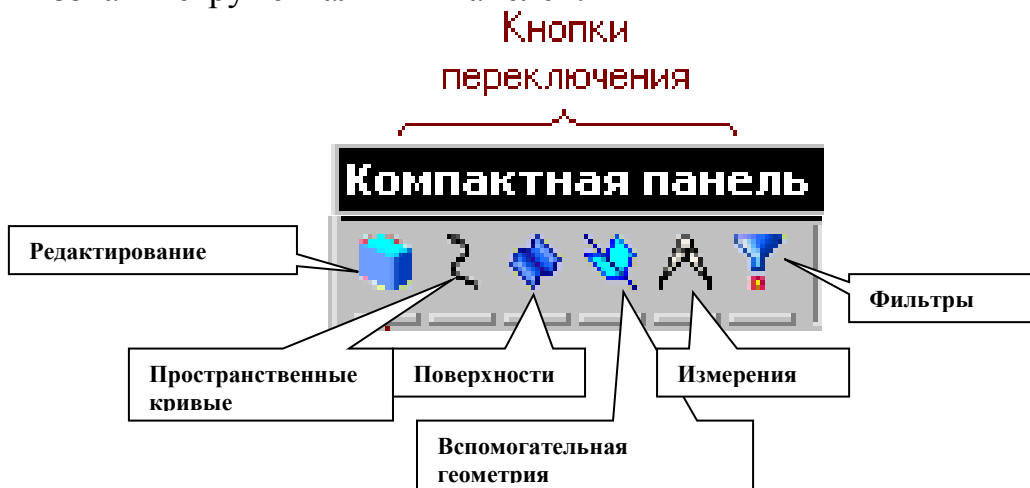 Кнопки
переключения
Компактная панель
Редактирование
Фильтры
Пространственные
кривые
Поверхности
Измерения
Вспомогательная
геометрия